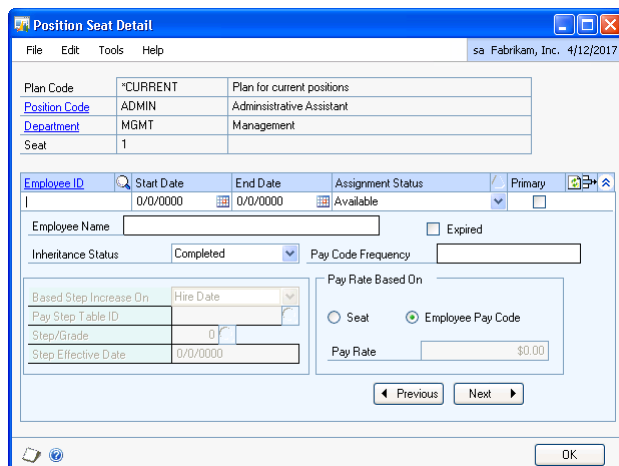 Position Seat Detail
File Edit Tools Help sa Fabrikam, Inc. 4/12/2017
Plan Code *CURRENT Plan for current positions
Position Code ADMIN Adminsistrative Assistant
Department MGMT Management
Seat 1
Employee ID Start Date End Date Assignment Status Primary
0/0/0000 0/0/0000 Available
Employee Name Expired
Inheritance Status Completed Pay Code Frequency
Pay Rate Based On
Based Step Increase On Hire Date
Pay Step Table ID
Seat Employee Pay Code
Step/Grade 0
Step Effective Date 0/0/0000 Pay Rate $0.00
Previous Next
OK